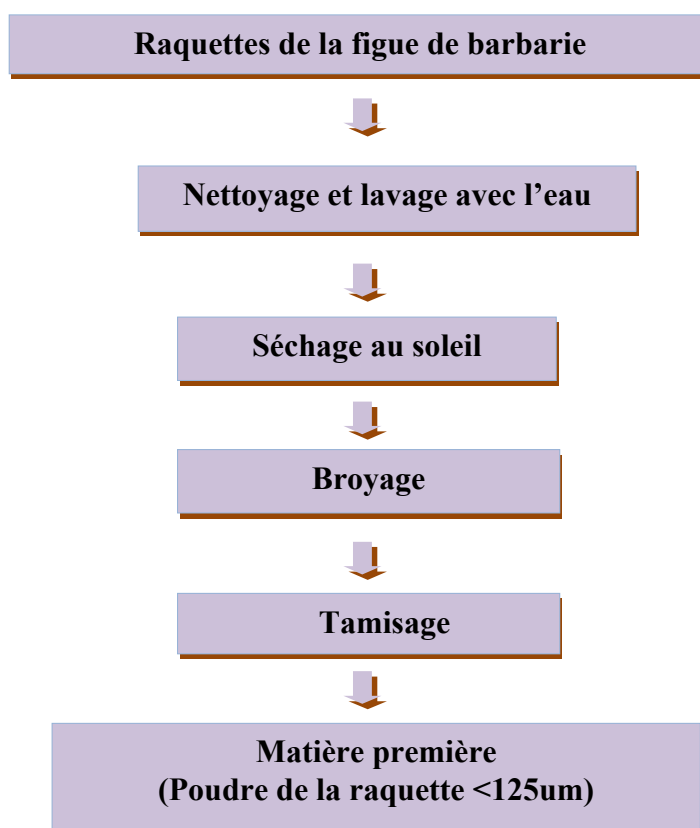 Raquettes de la figue de barbarie
Nettoyage et lavage avec l’eau
Séchage au soleil
Broyage
Tamisage
Matière première
(Poudre de la raquette <125um)